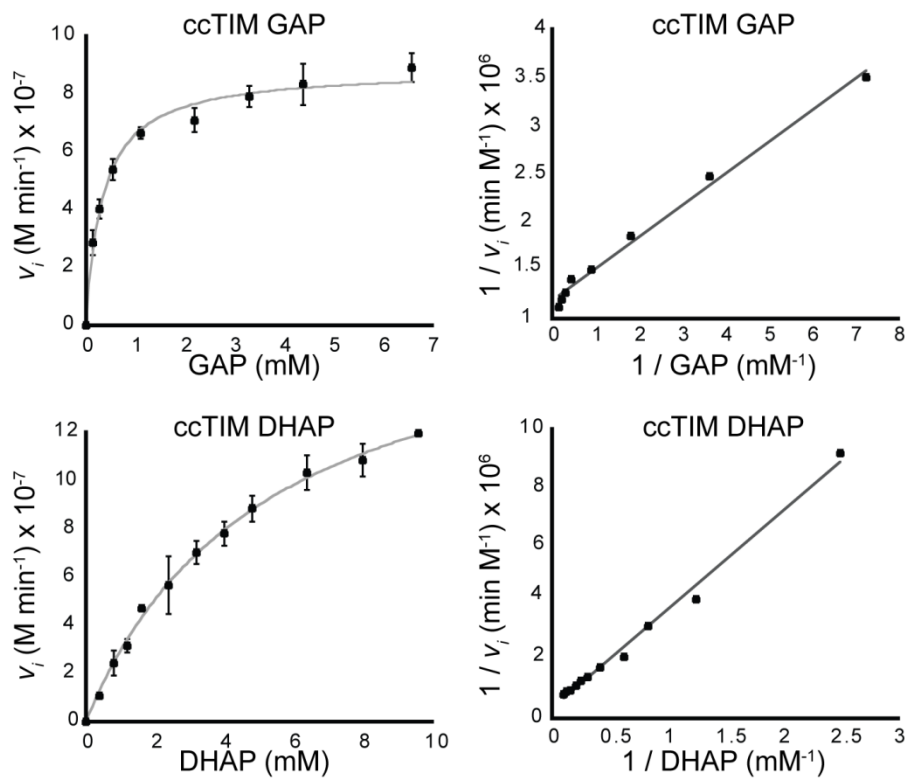 ccTIM GAP
10
8
6
4
2
0
v_i (M min⁻¹) x 10⁻⁷
0 1 2 3 4 5 6 7
GAP (mM)
ccTIM GAP
4
3.5
3
2.5
2
1.5
1
1 / v_i (min M⁻¹) x 10⁶
0 1 2 3 4 5 6 7 8
1 / GAP (mM⁻¹)
ccTIM DHAP
12
10
8
6
4
2
0
v_i (M min⁻¹) x 10⁻⁷
0 2 4 6 8 10
DHAP (mM)
ccTIM DHAP
10
8
6
4
2
0
1 / v_i (min M⁻¹) x 10⁶
0 0.5 1 1.5 2 2.5 3
1 / DHAP (mM⁻¹)